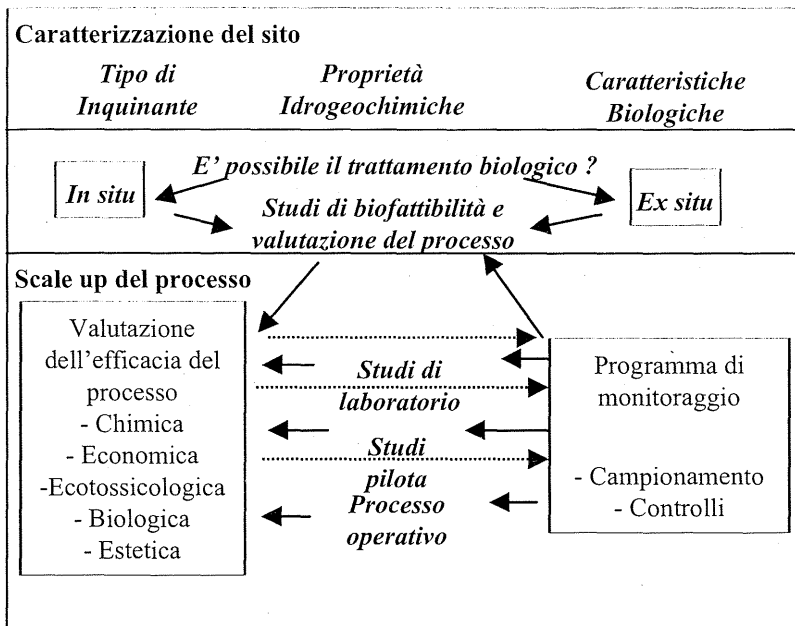 Caratterizzazione del sito
Tipo di
Inquinante
Proprietà
Idrogeochimiche
Caratteristiche
Biologiche
E' possibile il trattamento biologico ?
In situ
Ex situ
Studi di biofattibilità e
valutazione del processo
Scale up del processo
Valutazione
dell'efficacia del
processo
- Chimica
- Economica
-Ecotossicologica
- Biologica
- Estetica
Studi di
laboratorio
Studi
pilota
Processo
operativo
Programma di
monitoraggio
- Campionamento
- Controlli